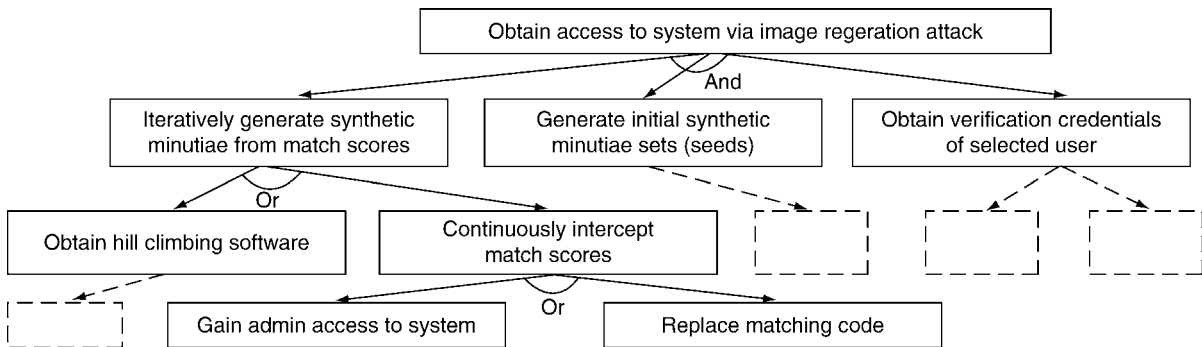 Obtain access to system via image regeration attack
And
Iteratively generate synthetic
minutiae from match scores
Generate initial synthetic
minutiae sets (seeds)
Obtain verification credentials
of selected user
Or
Obtain hill climbing software
Continuously intercept
match scores
Or
Gain admin access to system
Replace matching code